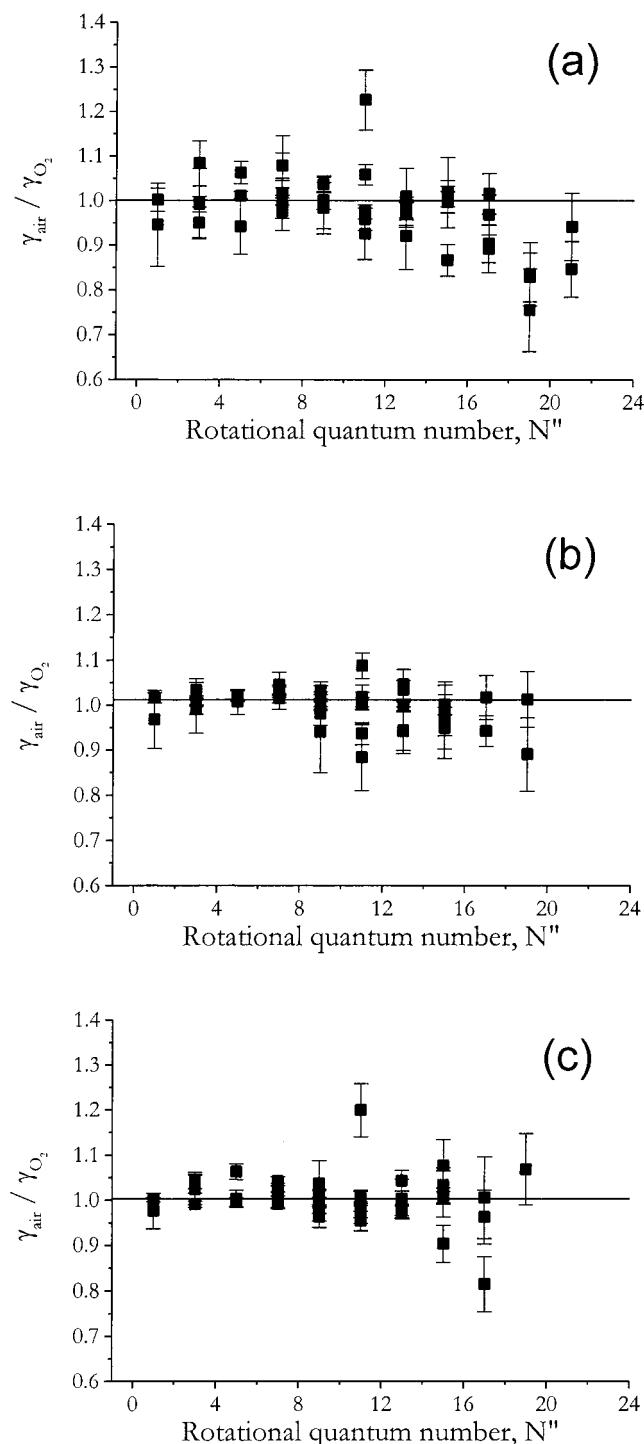 (a)
1.4
1.3
1.2
1.1
1.0
0.9
0.8
0.7
0.6
γair / γO2
0 4 8 12 16 20 24
Rotational quantum number, N"
(b)
1.4
1.3
1.2
1.1
1.0
0.9
0.8
0.7
0.6
γair / γO2
0 4 8 12 16 20 24
Rotational quantum number, N"
(c)
1.4
1.3
1.2
1.1
1.0
0.9
0.8
0.7
0.6
γair / γO2
0 4 8 12 16 20 24
Rotational quantum number, N"